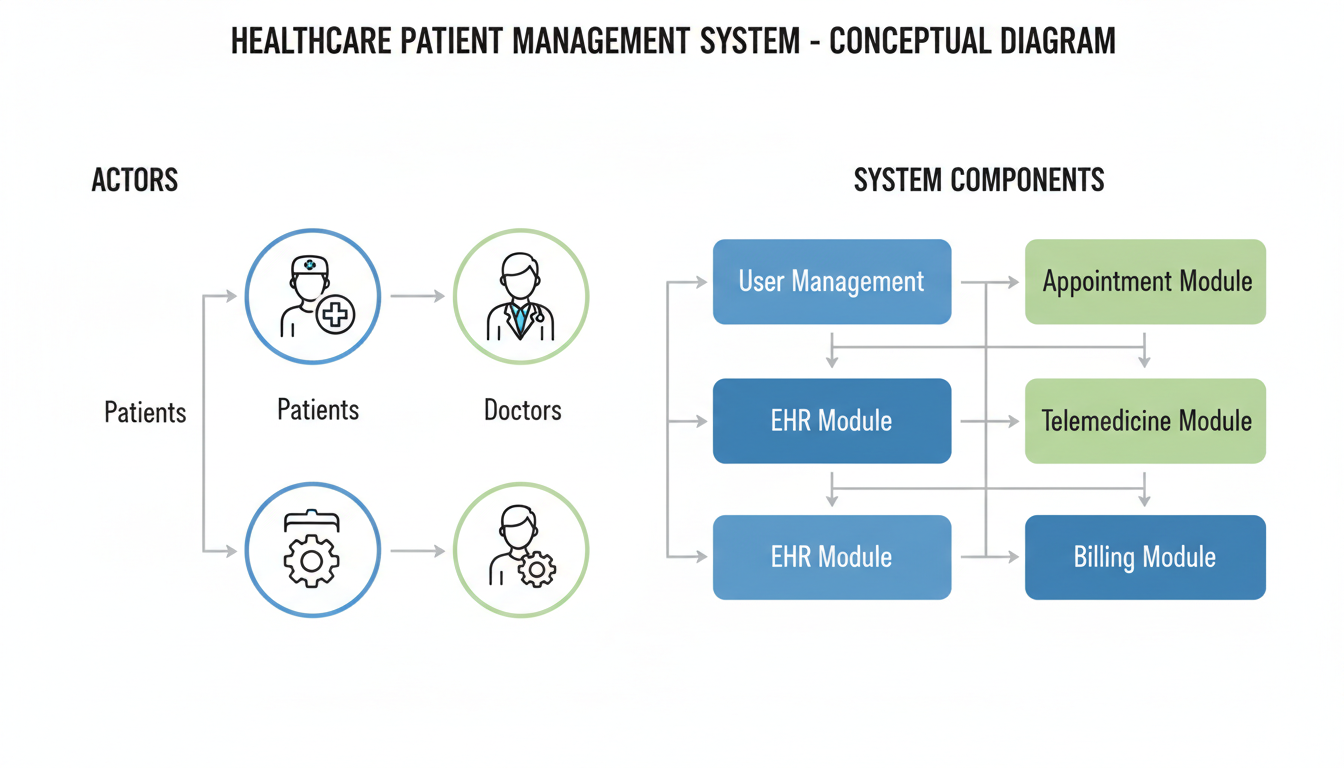 HEALTHCARE PATIENT MANAGEMENT SYSTEM - CONCEPTUAL DIAGRAM
ACTORS
Patients
Patients
Doctors
SYSTEM COMPONENTS
User Management
Appointment Module
EHR Module
Telemedicine Module
EHR Module
Billing Module